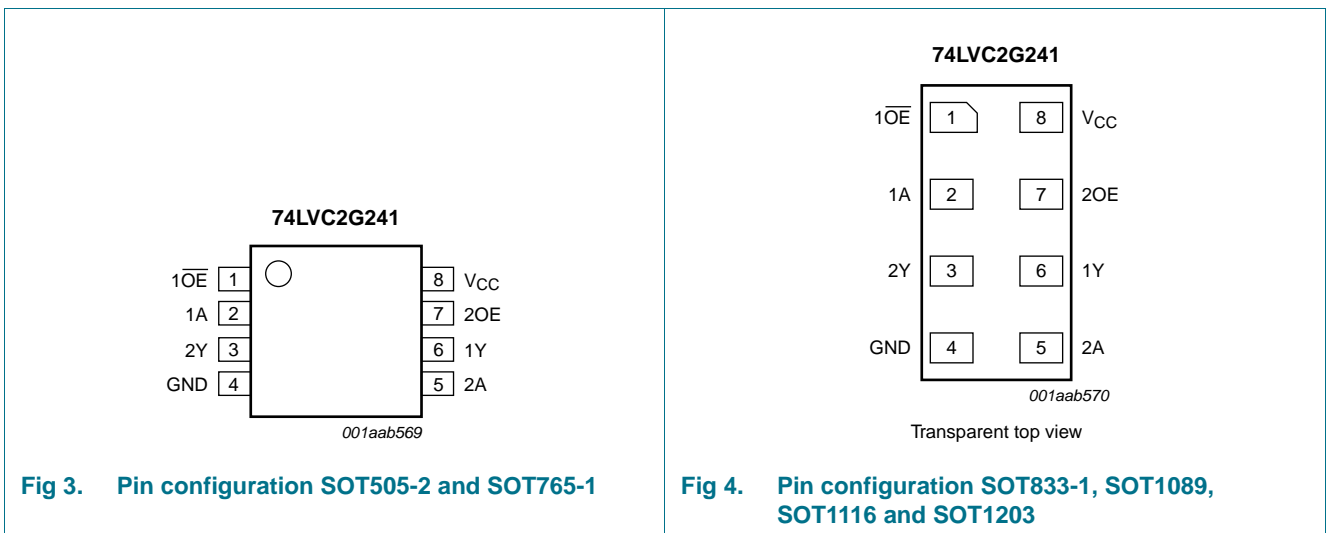 74LVC2G241
1O̅E̅ 1 8 VCC
1A 2 7 2OE
2Y 3 6 1Y
GND 4 5 2A
001aab569
Fig 3. Pin configuration SOT505-2 and SOT765-1
74LVC2G241
1O̅E̅ 1 8 VCC
1A 2 7 2OE
2Y 3 6 1Y
GND 4 5 2A
001aab570
Transparent top view
Fig 4. Pin configuration SOT833-1, SOT1089,
SOT1116 and SOT1203